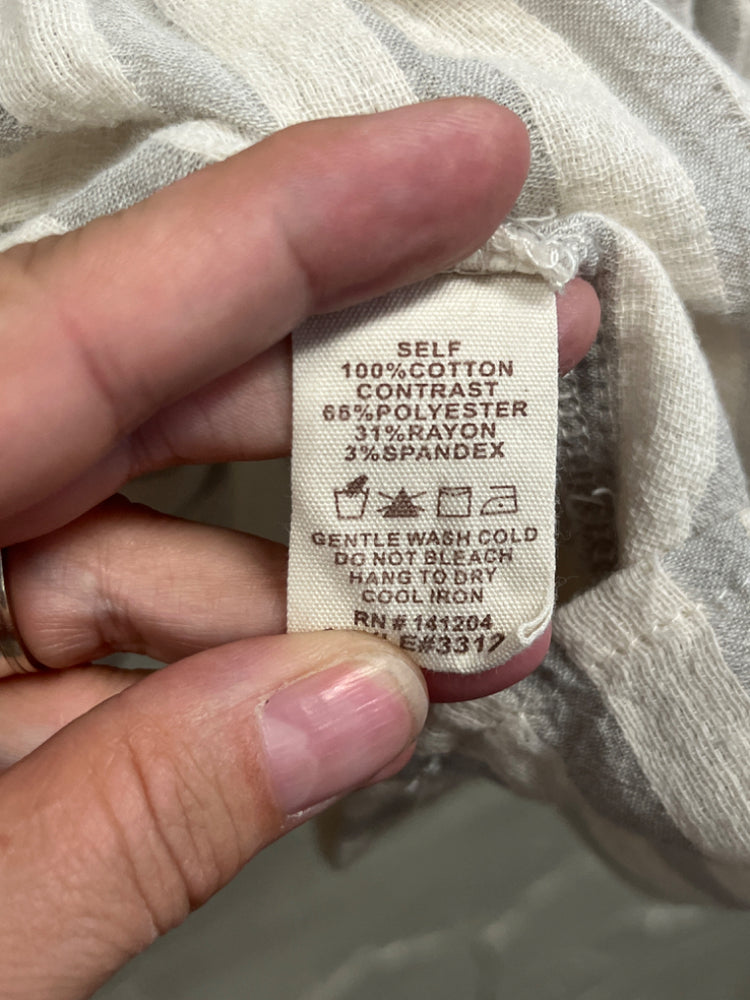 SELF
100%COTTON
CONTRAST
66%POLYESTER
31%RAYON
3%SPANDEX
GENTLE WASH COLD
DO NOT BLEACH
HANG TO DRY
COOL IRON
RN # 141204